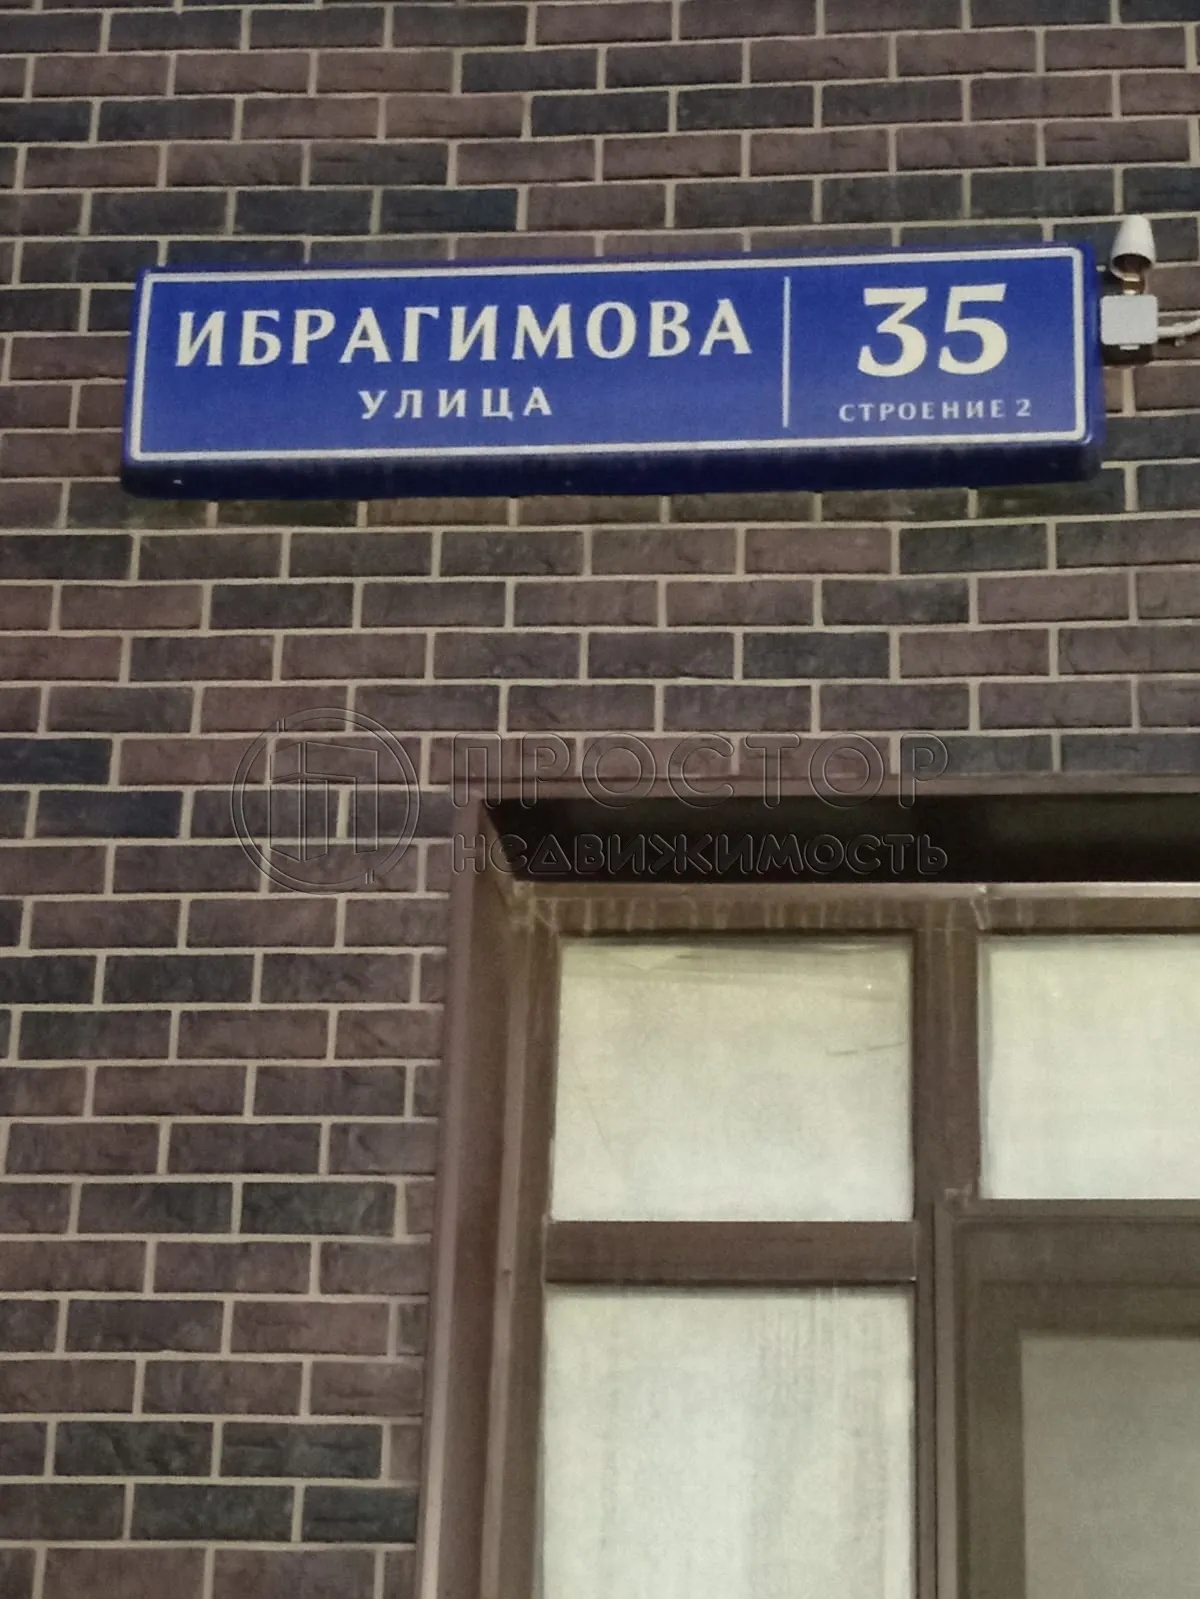 ИБРАГИМОВА
УЛИЦА
35
СТРОЕНИЕ 2
ПРОСТОР
НЕДВИЖИМОСТЬ